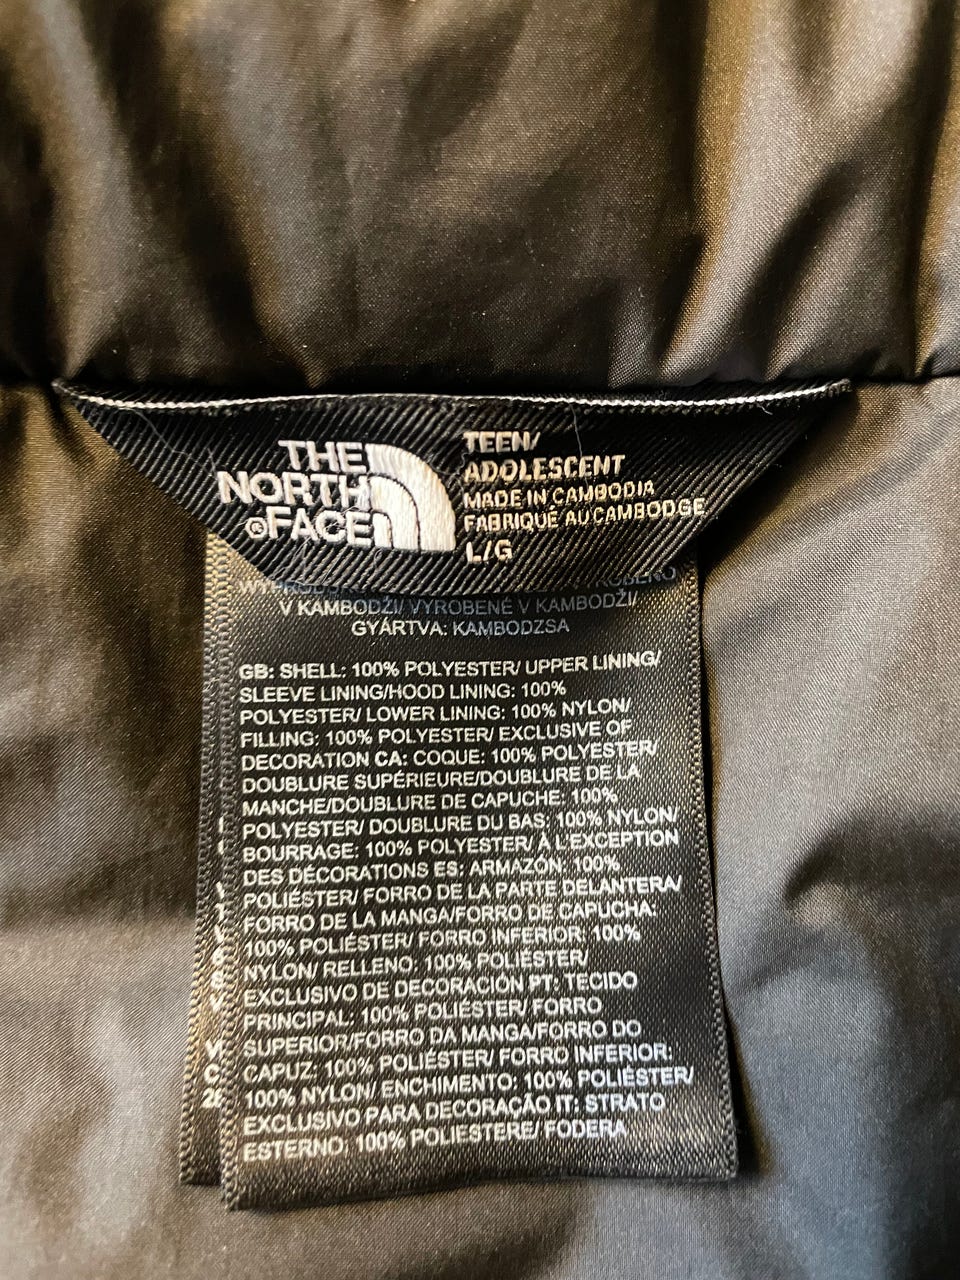 THE
NORTH
®FACE
TEEN/
ADOLESCENT
MADE IN CAMBODIA
FABRIQUÉ AU CAMBODGE
L/G
V KAMBODŽI/ VYROBENÉ V KAMBODŽI/
GYÁRTVA: KAMBODZSA
GB: SHELL: 100% POLYESTER/ UPPER LINING/
SLEEVE LINING/HOOD LINING: 100%
POLYESTER/ LOWER LINING: 100% NYLON/
FILLING: 100% POLYESTER/ EXCLUSIVE OF
DECORATION CA: COQUE: 100% POLYESTER/
DOUBLURE SUPÉRIEURE/DOUBLURE DE LA
MANCHE/DOUBLURE DE CAPUCHE: 100%
POLYESTER/ DOUBLURE DU BAS: 100% NYLON/
BOURRAGE: 100% POLYESTER/ À L'EXCEPTION
DES DÉCORATIONS ES: ARMAZÓN: 100%
POLIÉSTER/ FORRO DE LA PARTE DELANTERA/
FORRO DE LA MANGA/FORRO DE CAPUCHA:
100% POLIÉSTER/ FORRO INFERIOR: 100%
NYLON/ RELLENO: 100% POLIÉSTER/
EXCLUSIVO DE DECORACIÓN PT: TECIDO
PRINCIPAL: 100% POLIÉSTER/ FORRO
SUPERIOR/FORRO DA MANGA/FORRO DO
CAPUZ: 100% POLIÉSTER/ FORRO INFERIOR:
100% NYLON/ ENCHIMENTO: 100% POLIÉSTER/
EXCLUSIVO PARA DECORAÇÃO IT: STRATO
ESTERNO: 100% POLIESTERE/ FODERA